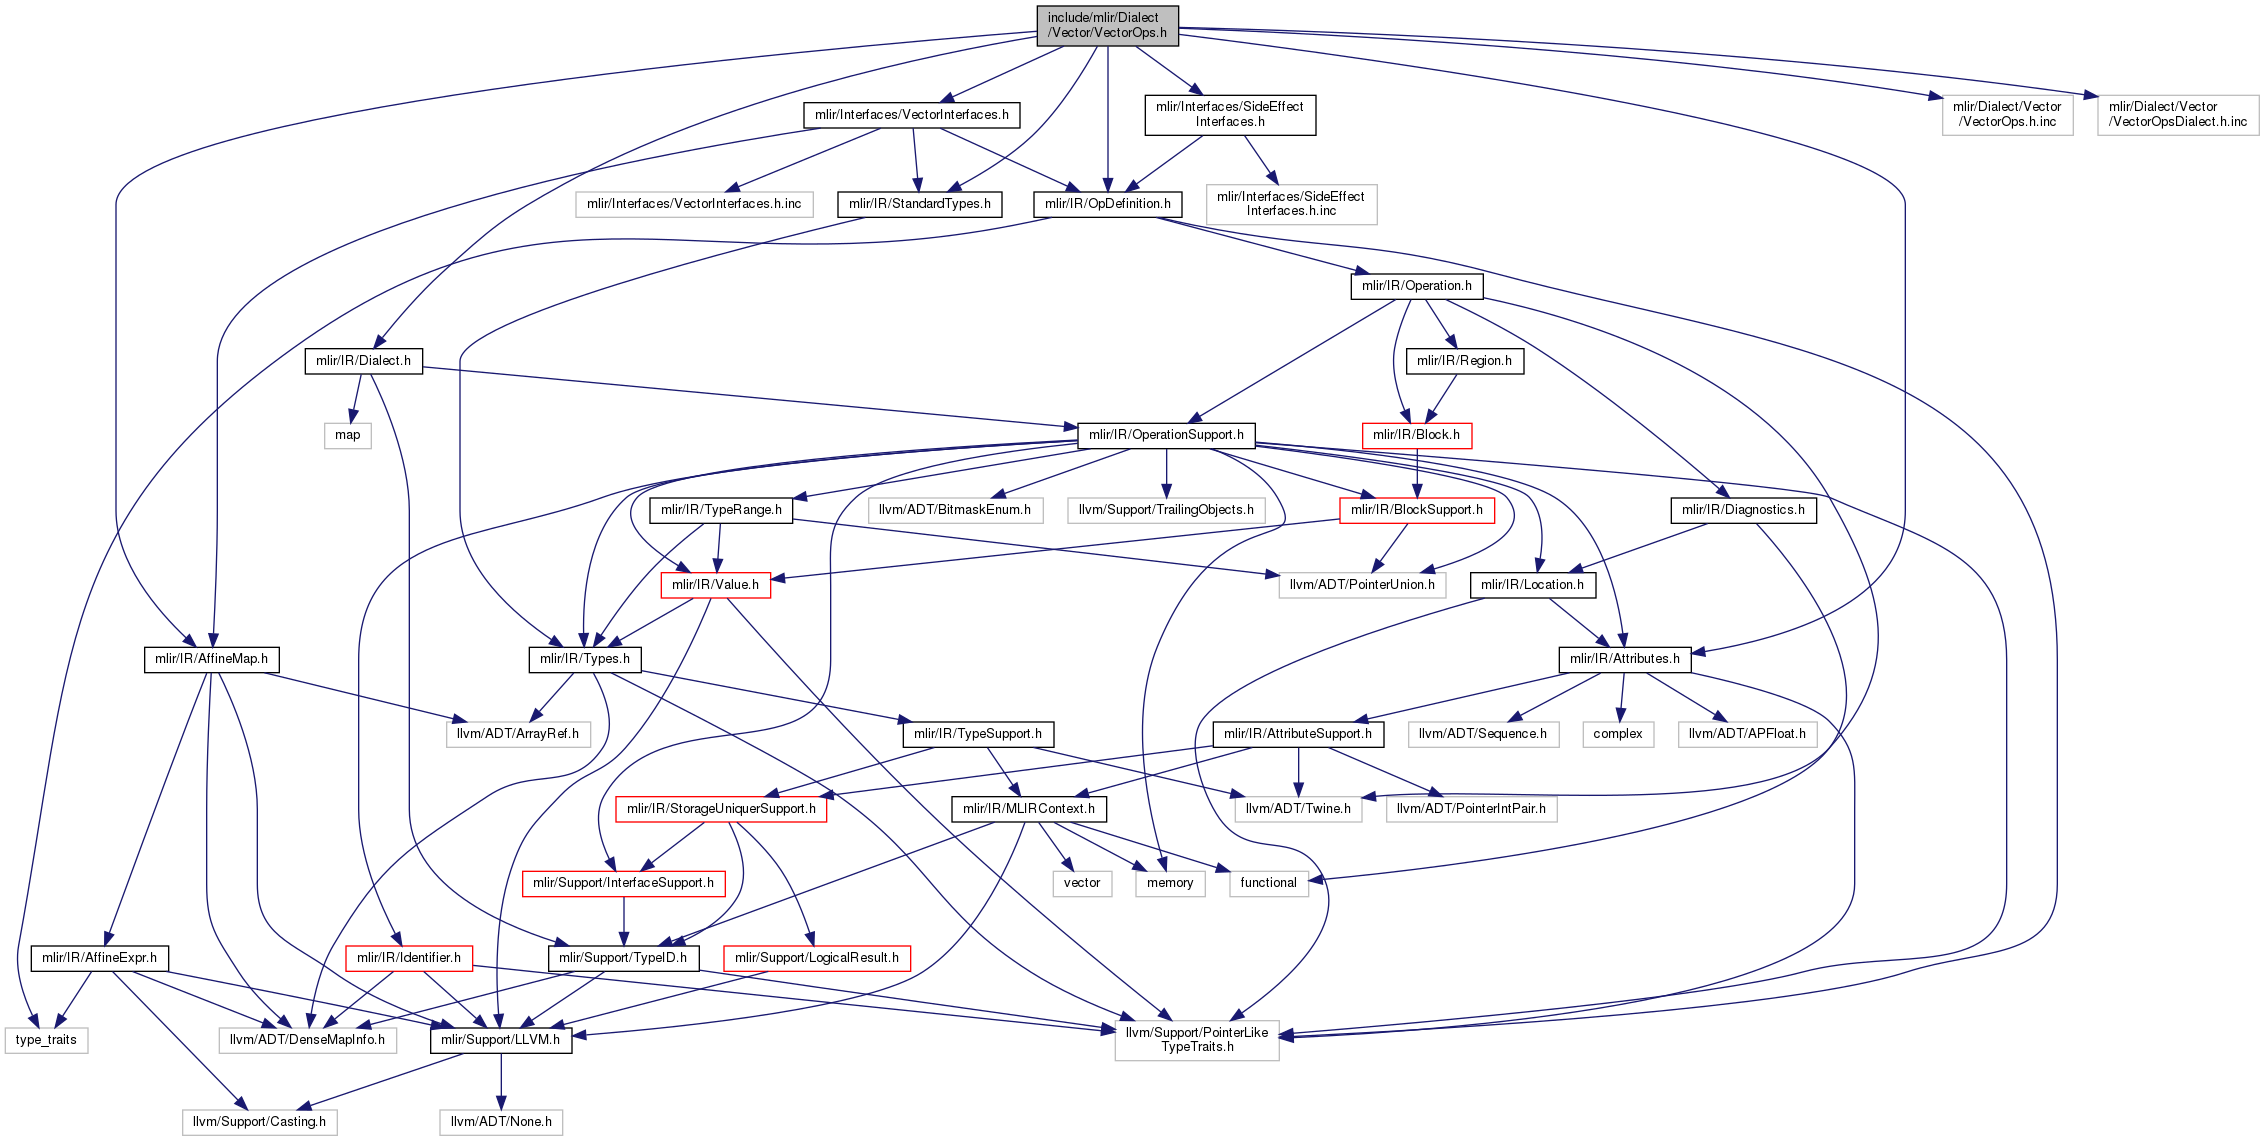 include/mlir/Dialect
/Vector/VectorOps.h
mlir/Interfaces/VectorInterfaces.h
mlir/Interfaces/SideEffect
Interfaces.h
mlir/Dialect/Vector
/VectorOps.h.inc
mlir/Dialect/Vector
/VectorOpsDialect.h.inc
mlir/Interfaces/VectorInterfaces.h.inc
mlir/IR/StandardTypes.h
mlir/IR/OpDefinition.h
mlir/Interfaces/SideEffect
Interfaces.h.inc
mlir/IR/Operation.h
mlir/IR/Dialect.h
mlir/IR/Region.h
map
mlir/IR/OperationSupport.h
mlir/IR/Block.h
mlir/IR/TypeRange.h
llvm/ADT/BitmaskEnum.h
llvm/Support/TrailingObjects.h
mlir/IR/BlockSupport.h
mlir/IR/Diagnostics.h
mlir/IR/Value.h
llvm/ADT/PointerUnion.h
mlir/IR/Location.h
mlir/IR/AffineMap.h
mlir/IR/Types.h
mlir/IR/Attributes.h
llvm/ADT/ArrayRef.h
mlir/IR/TypeSupport.h
mlir/IR/AttributeSupport.h
llvm/ADT/Sequence.h
complex
llvm/ADT/APFloat.h
mlir/IR/StorageUniquerSupport.h
mlir/IR/MLIRContext.h
llvm/ADT/Twine.h
llvm/ADT/PointerIntPair.h
mlir/Support/InterfaceSupport.h
vector
memory
functional
mlir/IR/AffineExpr.h
mlir/IR/Identifier.h
mlir/Support/TypeID.h
mlir/Support/LogicalResult.h
type_traits
llvm/ADT/DenseMapInfo.h
mlir/Support/LLVM.h
llvm/Support/PointerLike
TypeTraits.h
llvm/Support/Casting.h
llvm/ADT/None.h